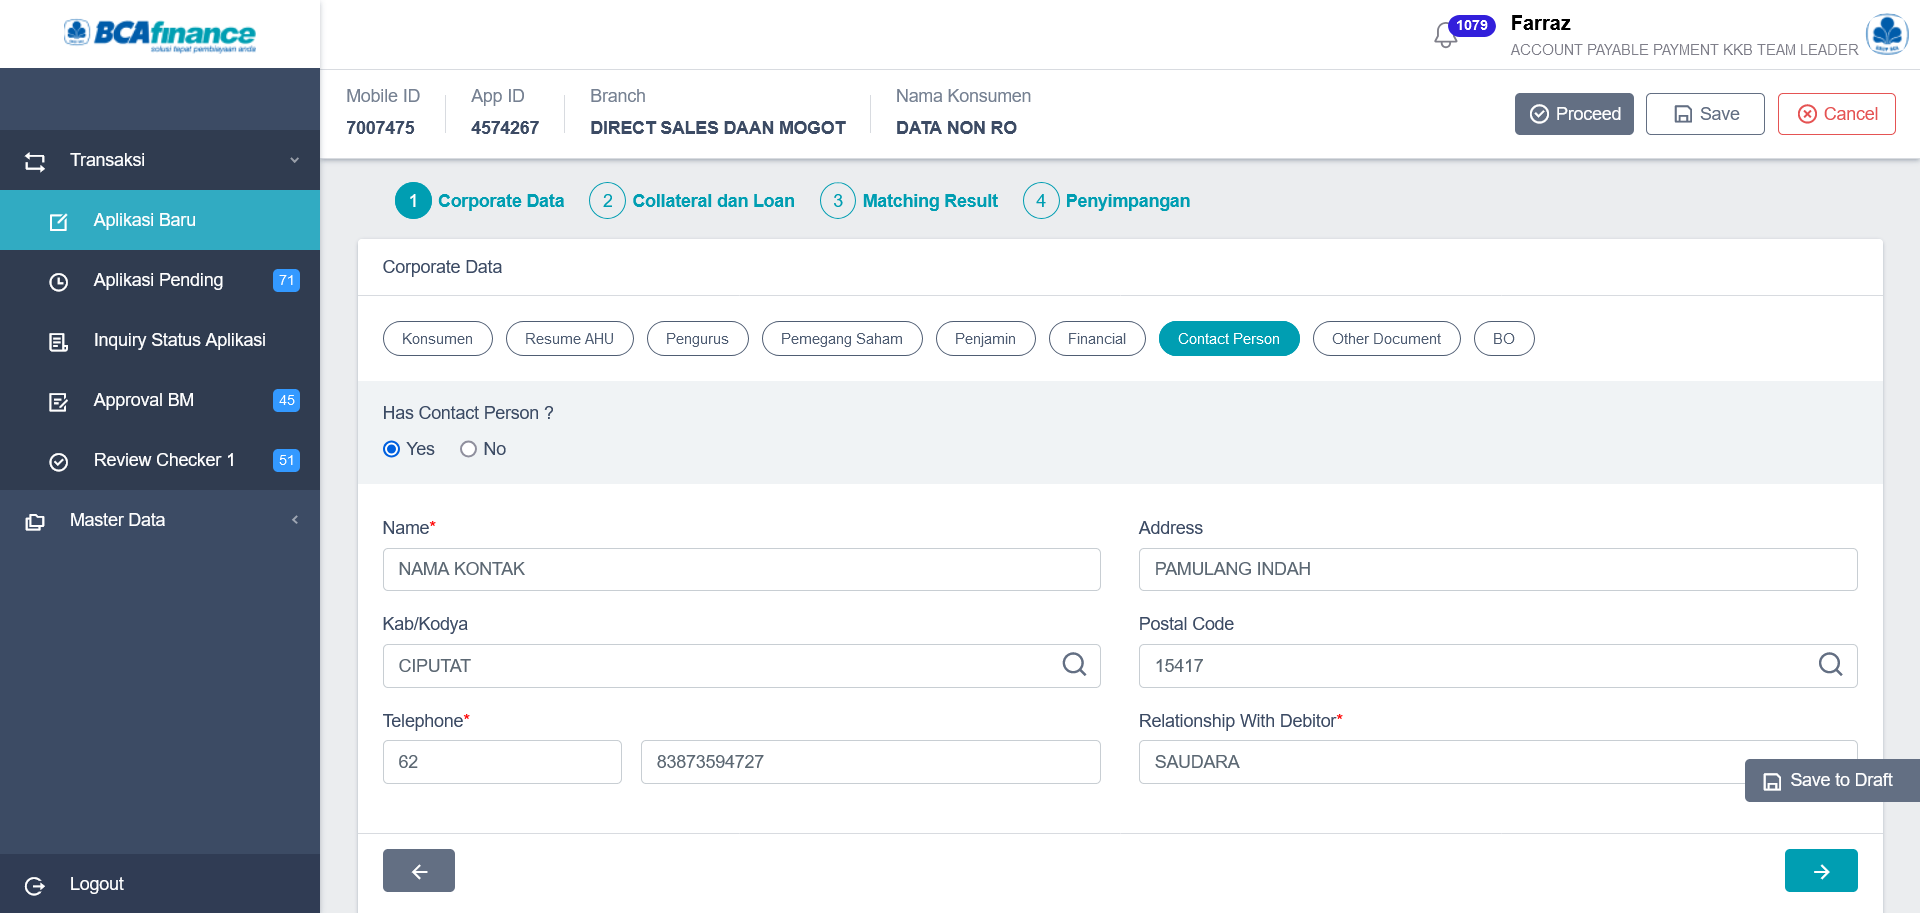 BCAfinance
solusi tepat pembiayaan anda
1079
Farraz
ACCOUNT PAYABLE PAYMENT KKB TEAM LEADER
Mobile ID
7007475
App ID
4574267
Branch
DIRECT SALES DAAN MOGOT
Nama Konsumen
DATA NON RO
Proceed
Save
Cancel
Transaksi
Aplikasi Baru
Aplikasi Pending 71
Inquiry Status Aplikasi
Approval BM 45
Review Checker 1 51
Master Data
Logout
1 Corporate Data
2 Collateral dan Loan
3 Matching Result
4 Penyimpangan
Corporate Data
Konsumen
Resume AHU
Pengurus
Pemegang Saham
Penjamin
Financial
Contact Person
Other Document
BO
Has Contact Person ?
Yes No
Name*
NAMA KONTAK
Address
PAMULANG INDAH
Kab/Kodya
CIPUTAT
Postal Code
15417
Telephone*
62 83873594727
Relationship With Debitor*
SAUDARA
Save to Draft